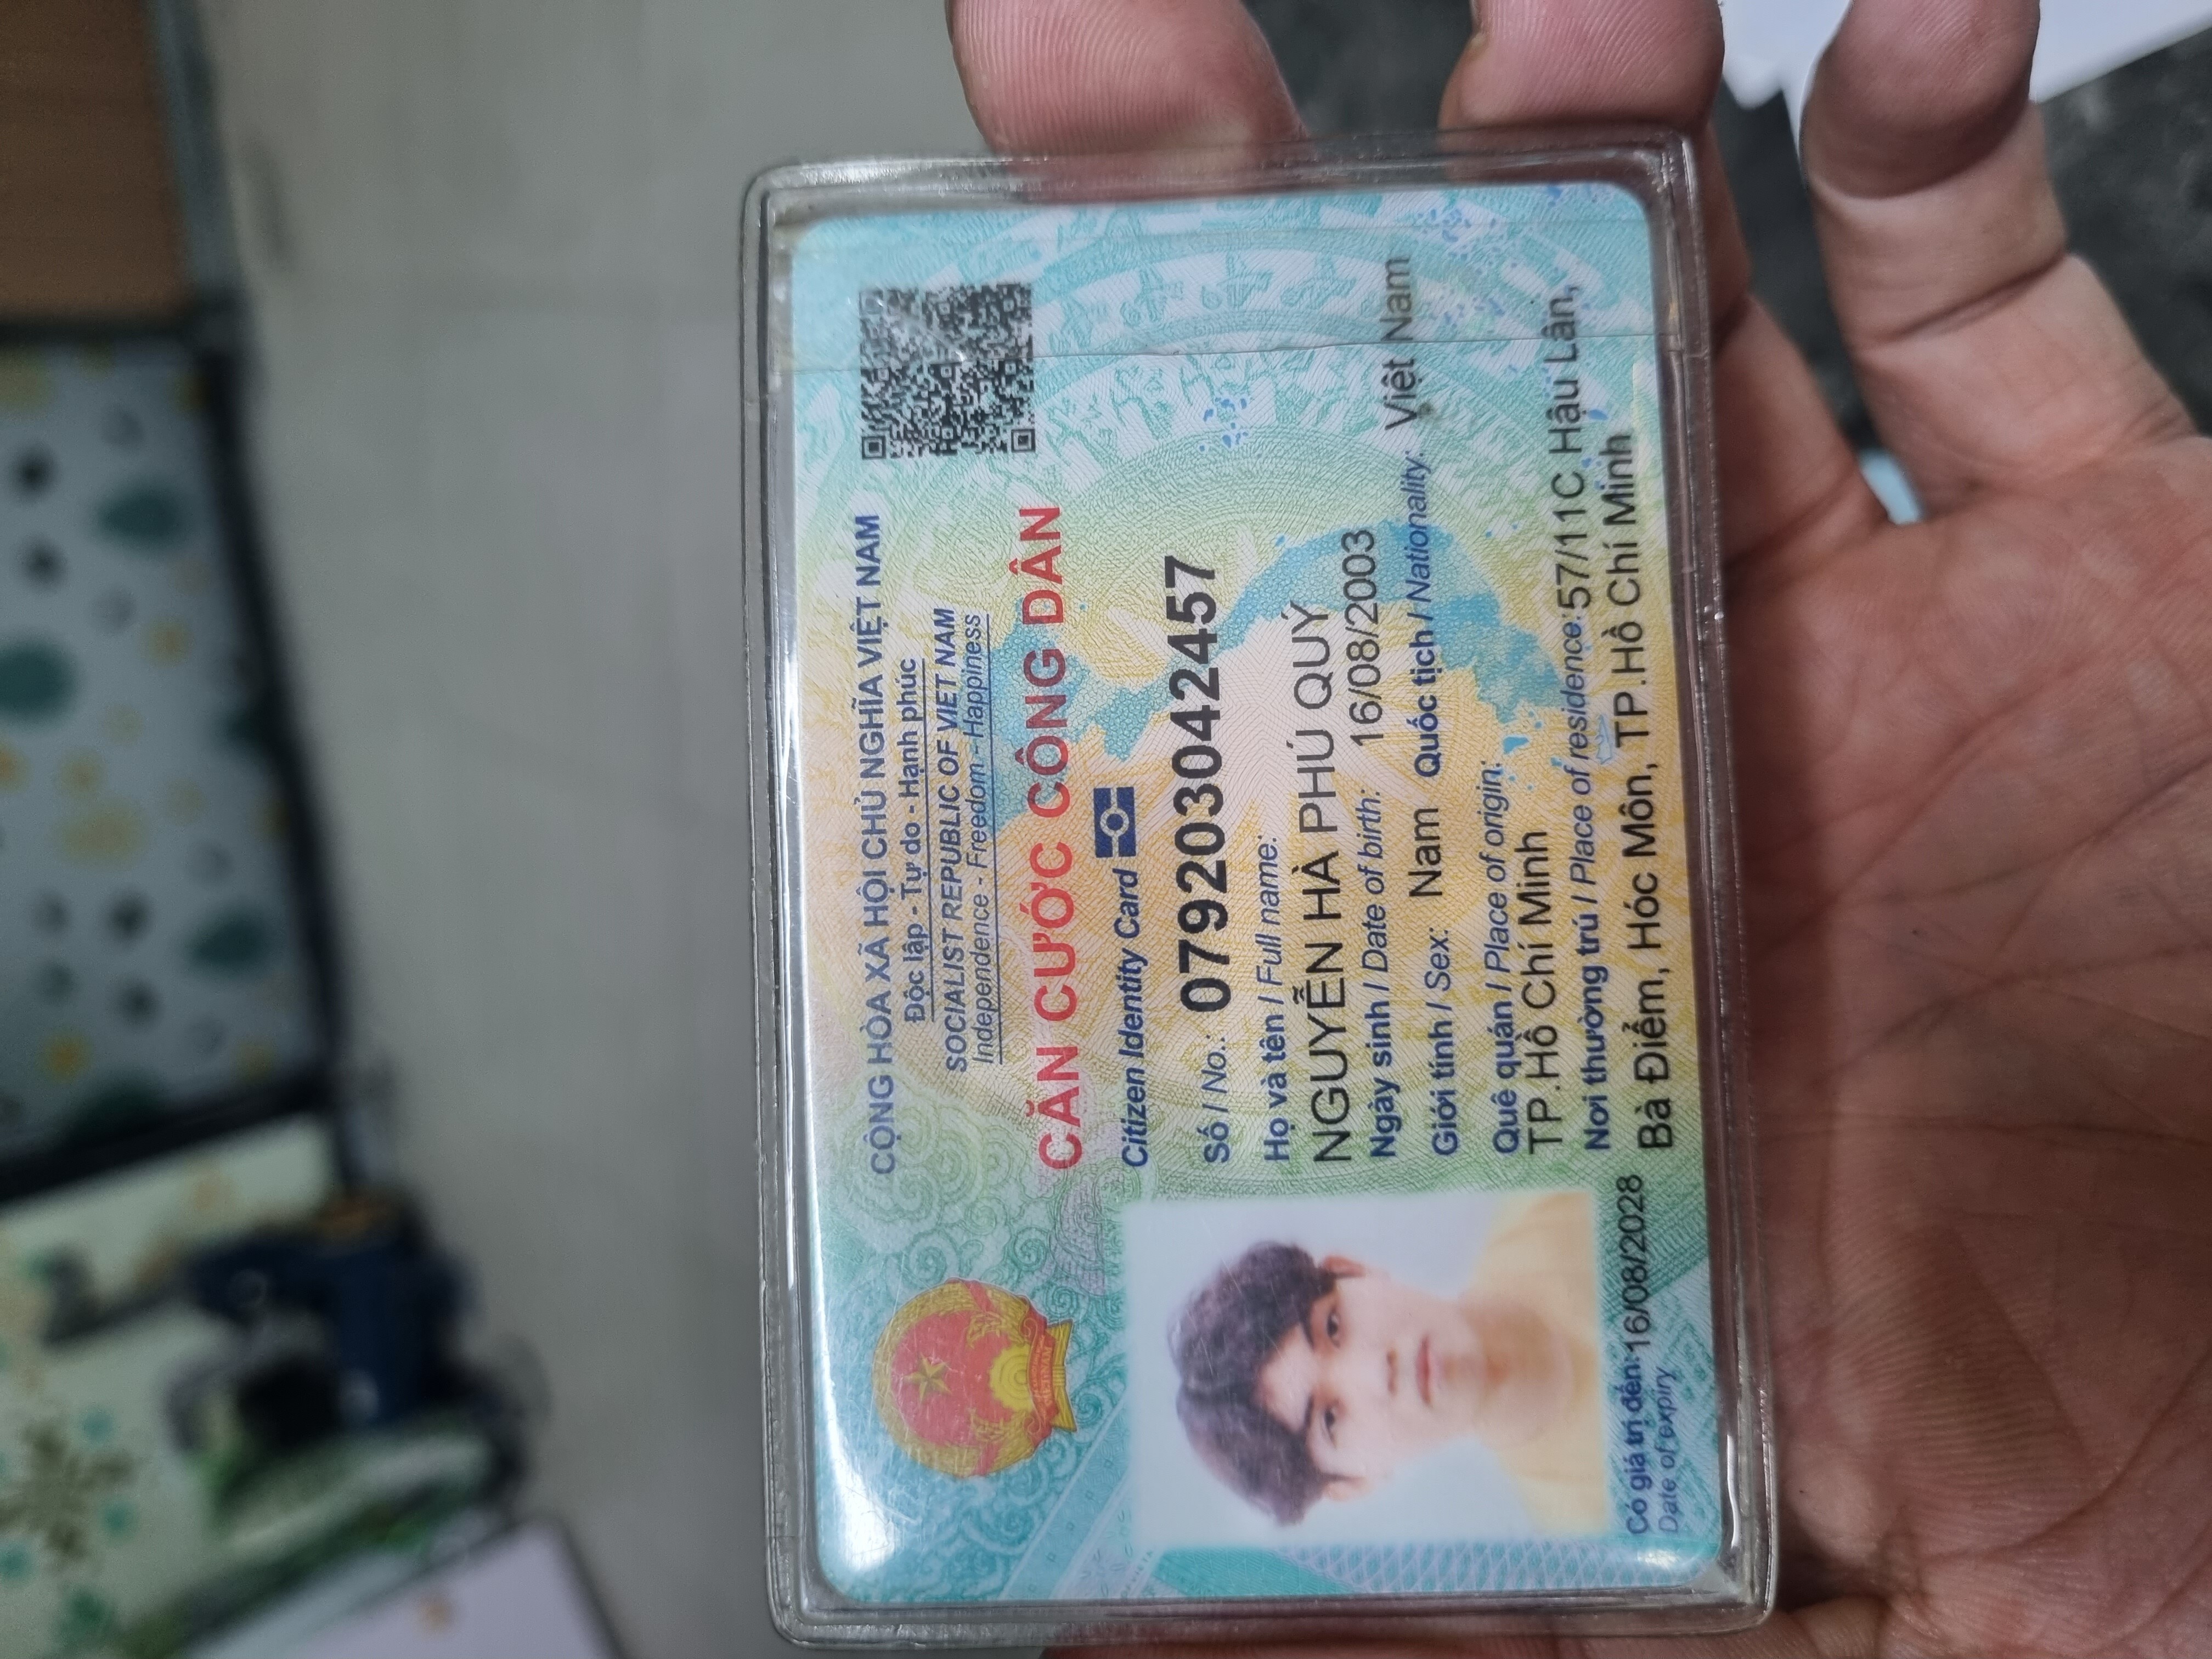 CỘNG HÒA XÃ HỘI CHỦ NGHĨA VIỆT NAM
Độc lập - Tự do - Hạnh phúc
SOCIALIST REPUBLIC OF VIET NAM
Independence - Freedom - Happiness
CĂN CƯỚC CÔNG DÂN
Citizen Identity Card
Số / No.: 079203042457
Họ và tên / Full name:
NGUYỄN HÀ PHÚ QUÝ
Ngày sinh / Date of birth: 16/08/2003
Giới tính / Sex: Nam Quốc tịch / Nationality: Việt Nam
Quê quán / Place of origin:
TP.Hồ Chí Minh
Nơi thường trú / Place of residence: 57/11C Hậu Lân,
Bà Điểm, Hóc Môn, TP.Hồ Chí Minh
Có giá trị đến: 16/08/2028
Date of expiry